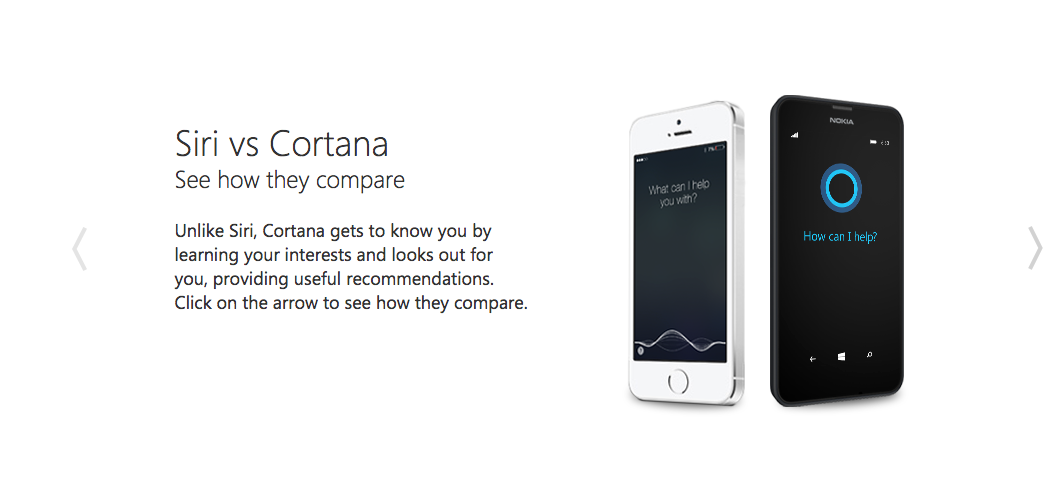 Siri vs Cortana
See how they compare
Unlike Siri, Cortana gets to know you by
learning your interests and looks out for
you, providing useful recommendations.
Click on the arrow to see how they compare.
What can I help
you with?
NOKIA
How can I help?